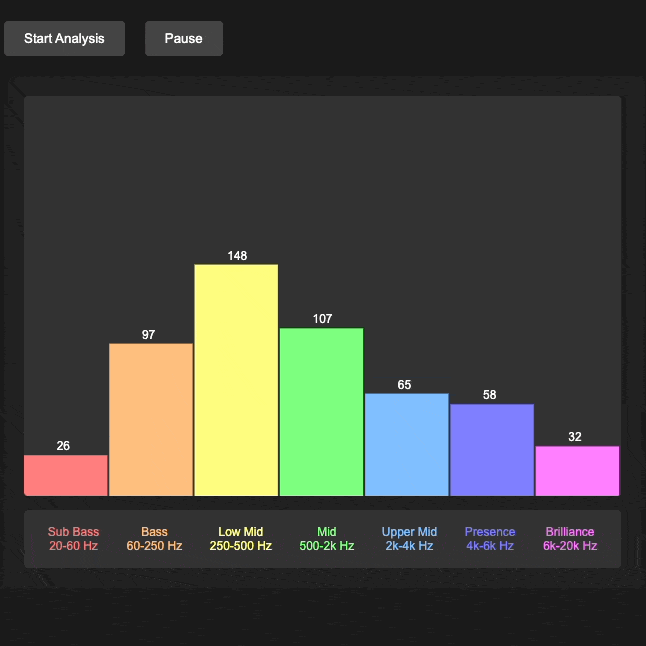 Start Analysis Pause
148
107
97
65
58
32
26
Sub Bass Bass Low Mid Mid Upper Mid Presence Brilliance
20-60 Hz 60-250 Hz 250-500 Hz 500-2k Hz 2k-4k Hz 4k-6k Hz 6k-20k Hz